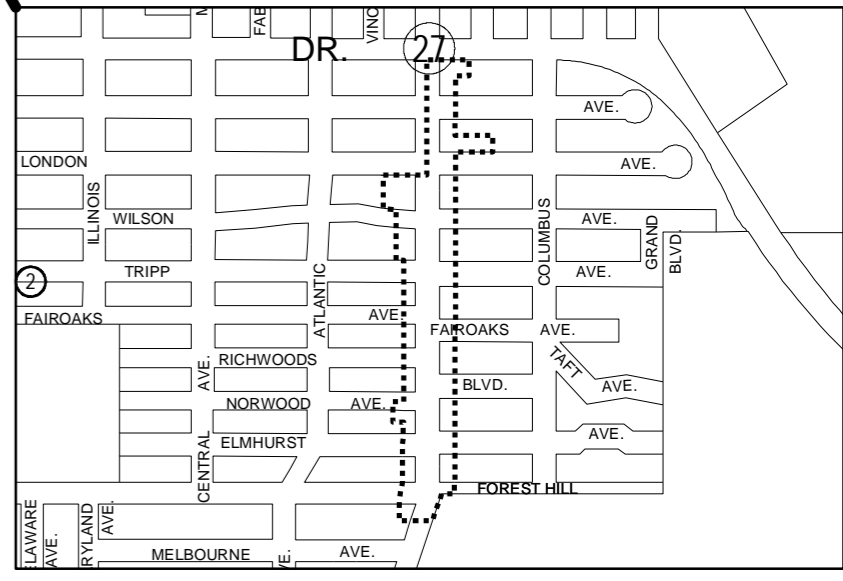 FAB
VINC
DR.
27
AVE.
LONDON
AVE.
ILLINOIS
WILSON
AVE.
COLUMBUS
GRAND
BLVD.
TRIPP
AVE.
2
ATLANTIC
FAIROAKS
AVE.
FAIROAKS AVE.
RICHWOODS
AVE.
TAFT
BLVD.
AVE.
NORWOOD AVE.
ELMHURST
AVE.
CENTRAL
FOREST HILL
ELAWARE
AVE.
RYLAND
AVE.
MELBOURNE AVE.
VE.